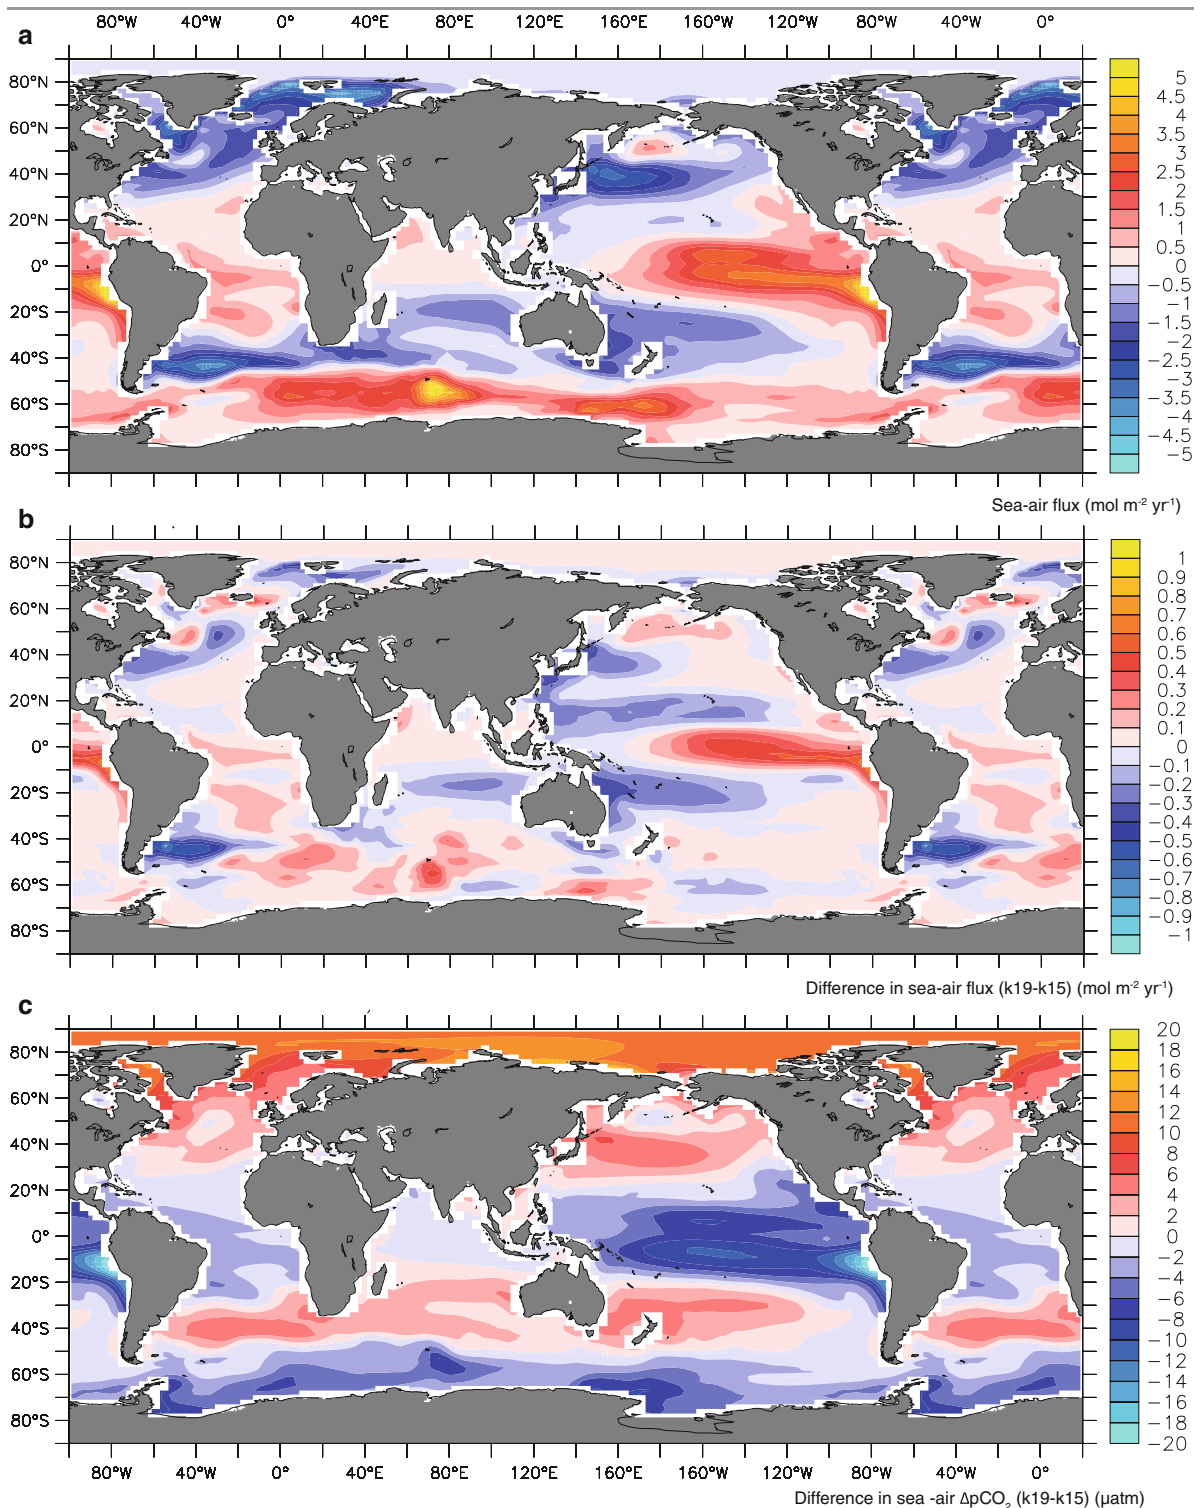 80°W 40°W 0° 40°E 80°E 120°E 160°E 160°W 120°W 80°W 40°W 0°
a
80°N
60°N
40°N
20°N
0°
20°S
40°S
60°S
80°S
5
4.5
4
3.5
3
2.5
2
1.5
1
0.5
0
−0.5
−1
−1.5
−2
−2.5
−3
−3.5
−4
−4.5
−5
Sea-air flux (mol m⁻² yr⁻¹)
b
80°N
60°N
40°N
20°N
0°
20°S
40°S
60°S
80°S
1
0.9
0.8
0.7
0.6
0.5
0.4
0.3
0.2
0.1
0
−0.1
−0.2
−0.3
−0.4
−0.5
−0.6
−0.7
−0.8
−0.9
−1
Difference in sea-air flux (k19-k15) (mol m⁻² yr⁻¹)
c
80°N
60°N
40°N
20°N
0°
20°S
40°S
60°S
80°S
20
18
16
14
12
10
8
6
4
2
0
−2
−4
−6
−8
−10
−12
−14
−16
−18
−20
80°W 40°W 0° 40°E 80°E 120°E 160°E 160°W 120°W 80°W 40°W 0°
Difference in sea -air ΔpCO₂ (k19-k15) (µatm)